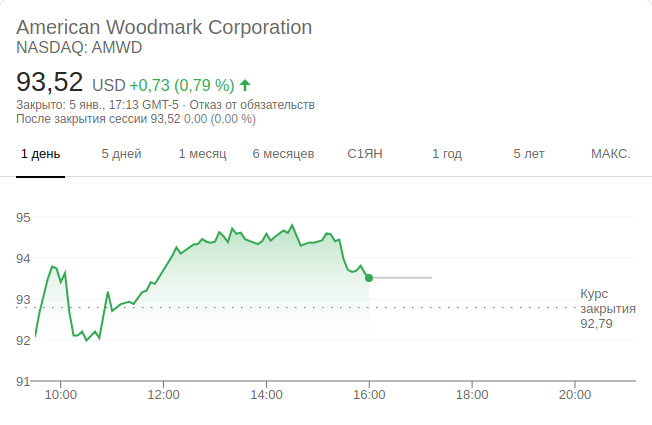 American Woodmark Corporation
NASDAQ: AMWD
93,52 USD +0,73 (0,79 %)
Закрыто: 5 янв., 17:13 GMT-5 · Отказ от обязательств
После закрытия сессии 93,52 0,00 (0,00 %)
1 день 5 дней 1 месяц 6 месяцев С1ЯН 1 год 5 лет МАКС.
95
94
93
92
91
Курс
закрытия
92,79
10:00 12:00 14:00 16:00 18:00 20:00